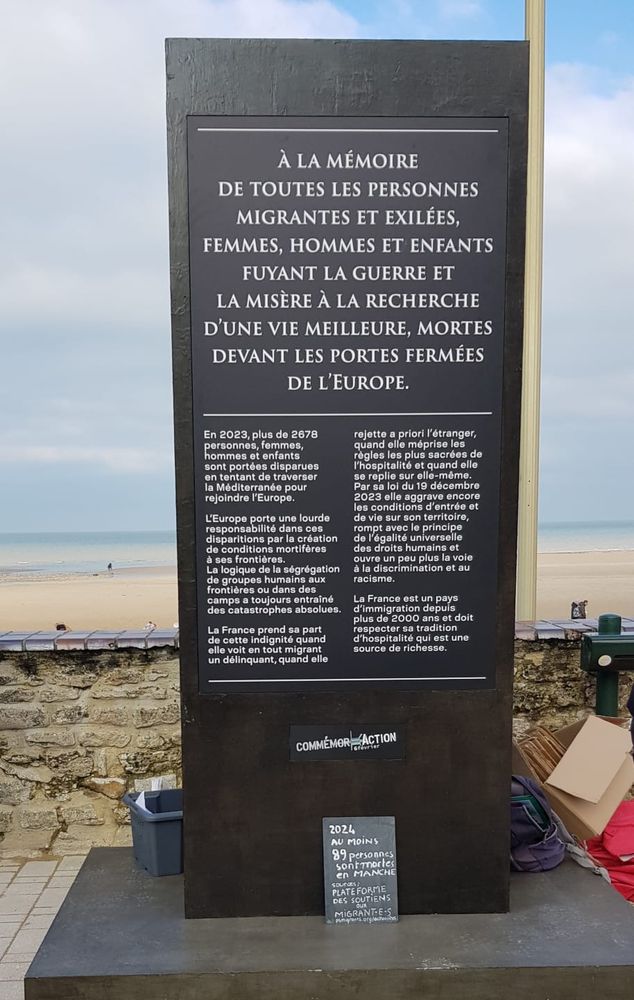 À LA MÉMOIRE
DE TOUTES LES PERSONNES
MIGRANTES ET EXILÉES,
FEMMES, HOMMES ET ENFANTS
FUYANT LA GUERRE ET
LA MISÈRE À LA RECHERCHE
D'UNE VIE MEILLEURE, MORTES
DEVANT LES PORTES FERMÉES
DE L'EUROPE.
En 2023, plus de 2678
personnes, femmes,
hommes et enfants
sont portées disparues
en tentant de traverser
la Méditerranée pour
rejoindre l'Europe.
L'Europe porte une lourde
responsabilité dans ces
disparitions par la création
de conditions mortifères
à ses frontières.
La logique de la ségrégation
de groupes humains aux
frontières ou dans des
camps a toujours entraîné
des catastrophes absolues.
La France prend sa part
de cette indignité quand
elle voit en tout migrant
un délinquant, quand elle
rejette a priori l'étranger,
quand elle méprise les
règles les plus sacrées de
l'hospitalité et quand elle
se replie sur elle-même.
Par sa loi du 19 décembre
2023 elle aggrave encore
les conditions d'entrée et
de vie sur son territoire,
rompt avec le principe
de l'égalité universelle
des droits humains et
ouvre un peu plus la voie
à la discrimination et au
racisme.
La France est un pays
d'immigration depuis
plus de 2000 ans et doit
respecter sa tradition
d'hospitalité qui est une
source de richesse.
COMMÉMOR ACTION
6 février
2024
AU MOINS
89 personnes
sont mortes
en MANCHE
sources:
PLATEFORME
DES SOUTIENS
aux
MIGRANT·E·S